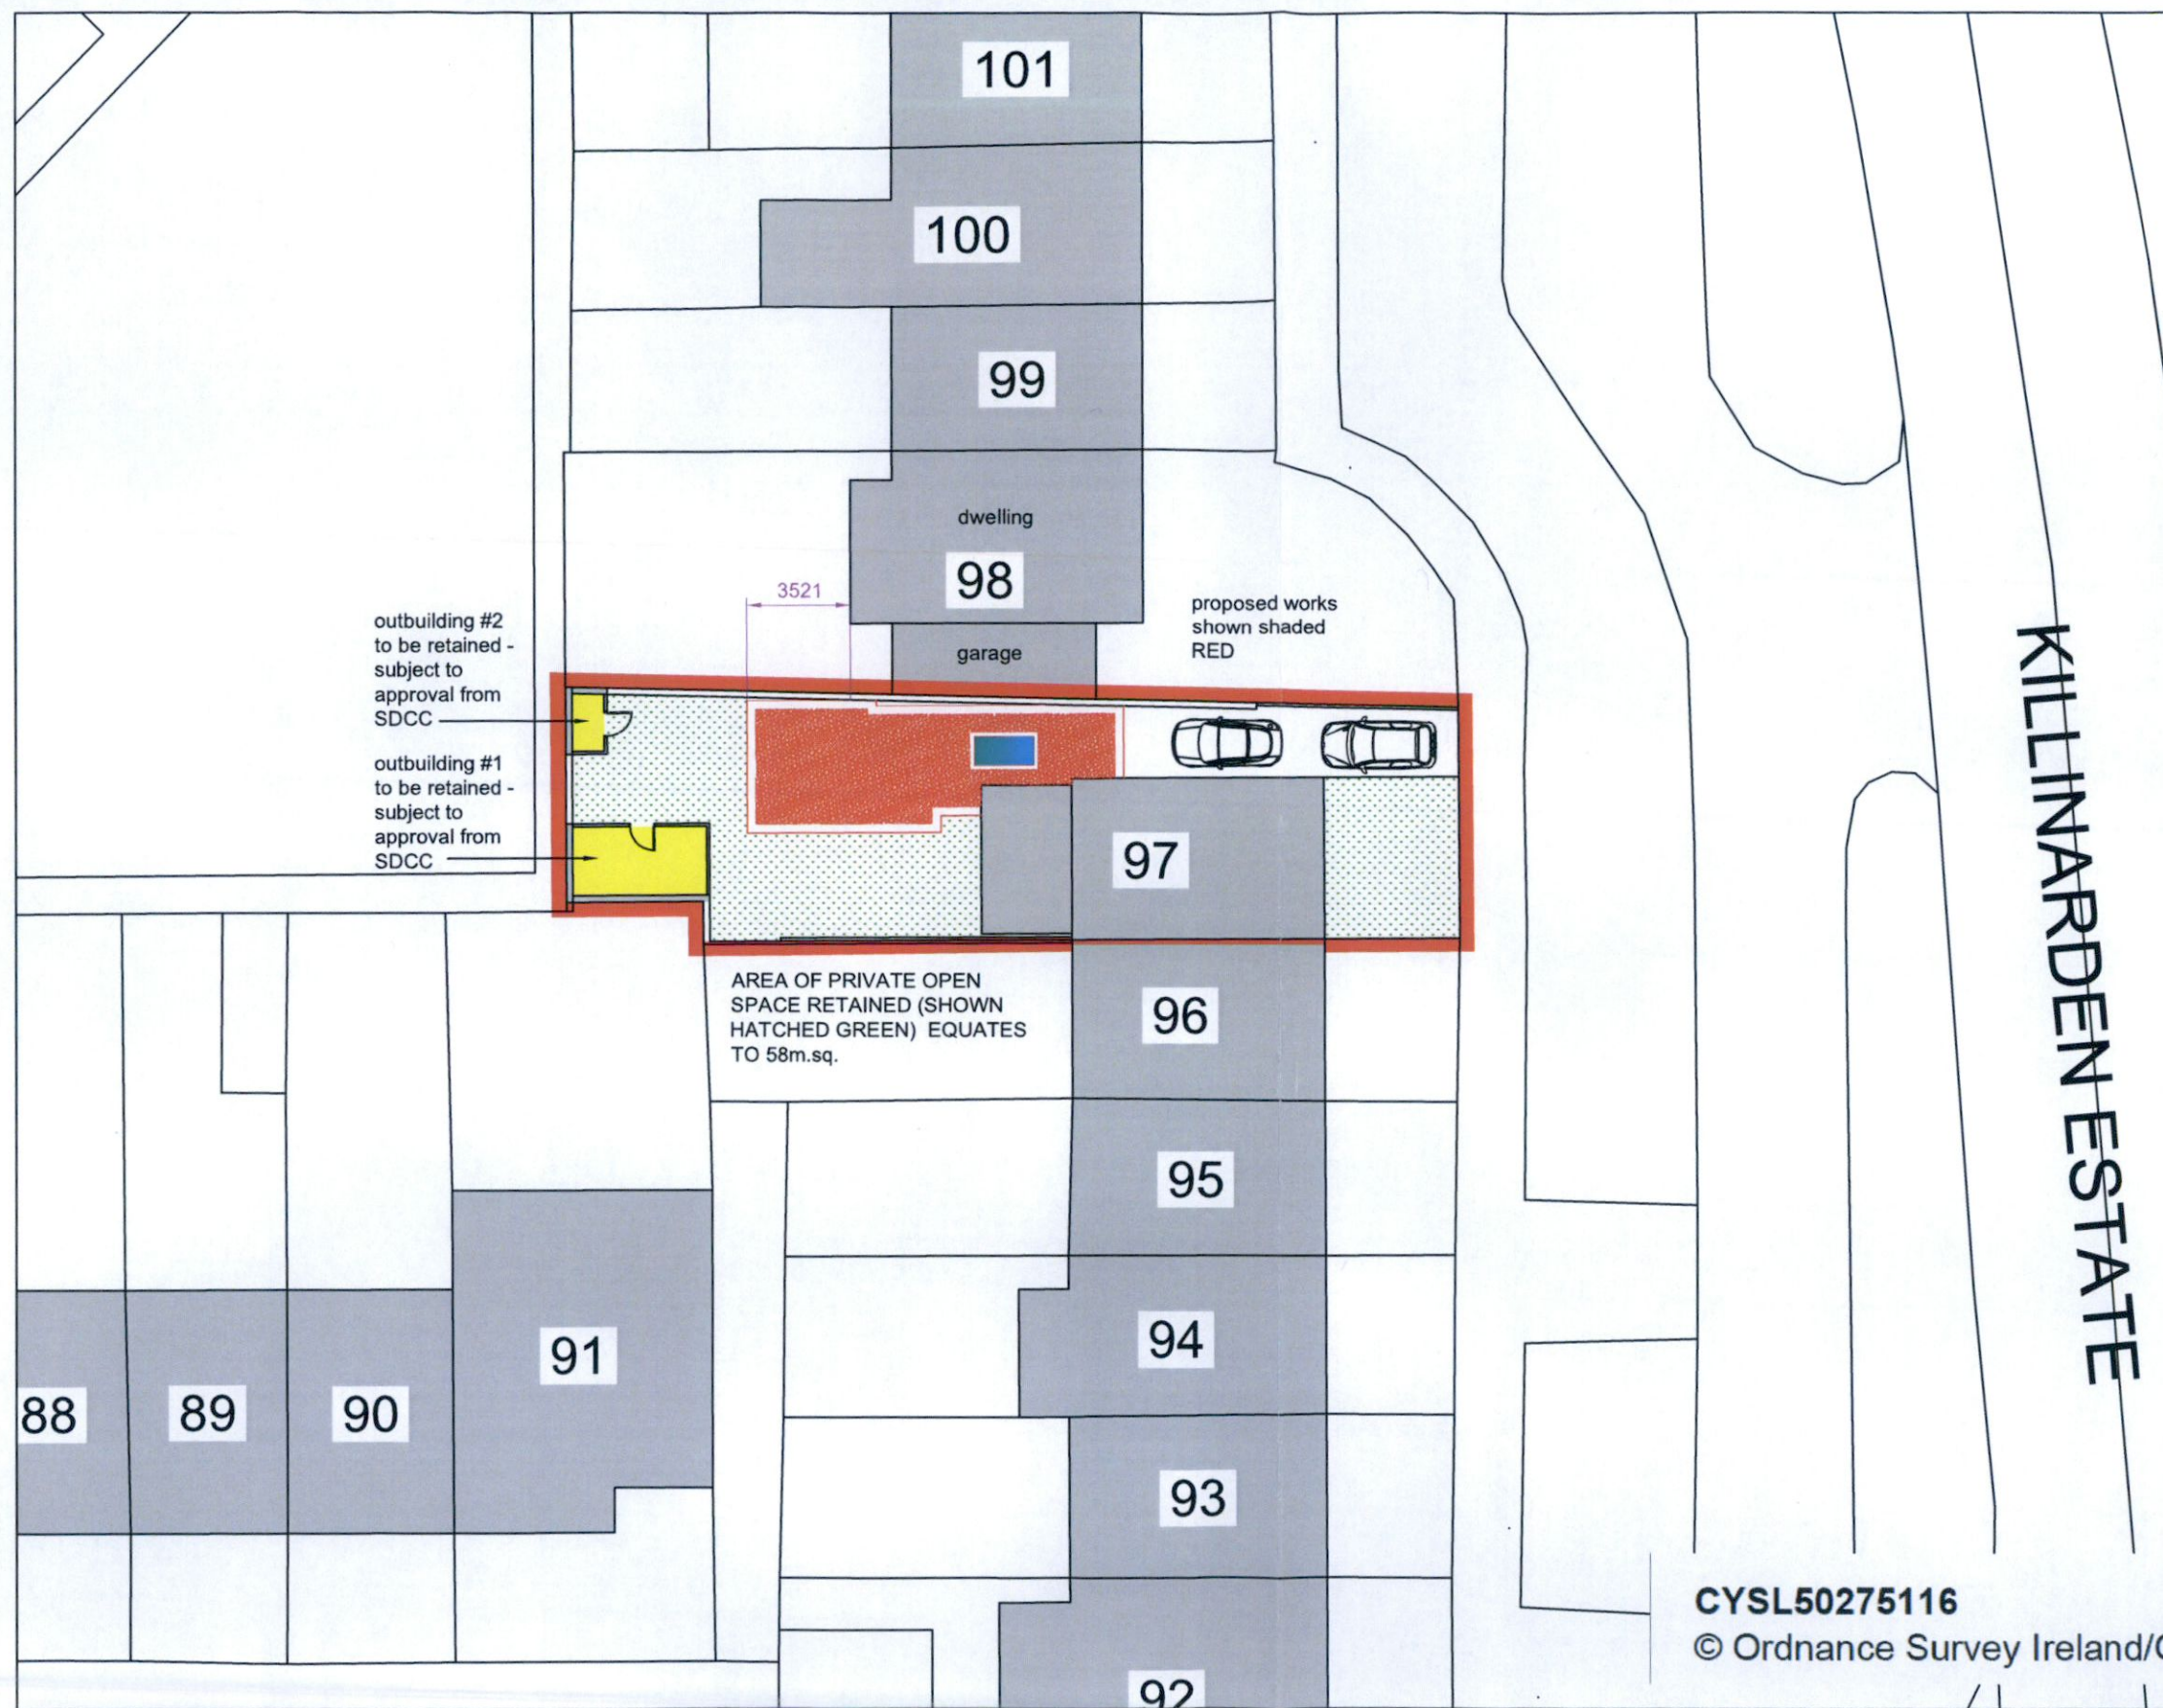 101
100
99
dwelling
98
3521
garage
proposed works
shown shaded
RED
outbuilding #2
to be retained -
subject to
approval from
SDCC
outbuilding #1
to be retained -
subject to
approval from
SDCC
97
AREA OF PRIVATE OPEN
SPACE RETAINED (SHOWN
HATCHED GREEN) EQUATES
TO 58m.sq.
96
95
94
93
92
91
88
89
90
KILLINARDEN ESTATE
CYSL50275116
© Ordnance Survey Ireland/